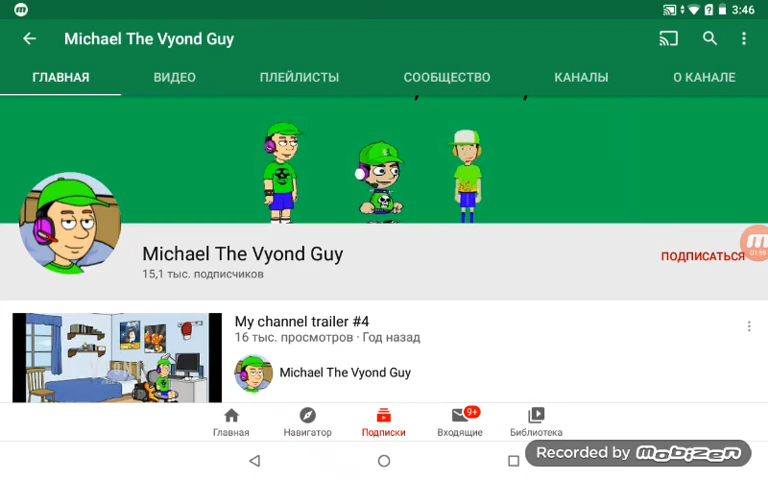 3:46
Michael The Vyond Guy
ГЛАВНАЯ ВИДЕО ПЛЕЙЛИСТЫ СООБЩЕСТВО КАНАЛЫ О КАНАЛЕ
Michael The Vyond Guy
15,1 тыс. подписчиков
ПОДПИСАТЬСЯ
01:59
My channel trailer #4
16 тыс. просмотров · Год назад
Michael The Vyond Guy
9+
Главная Навигатор Подписки Входящие Библиотека
Recorded by Mobizen